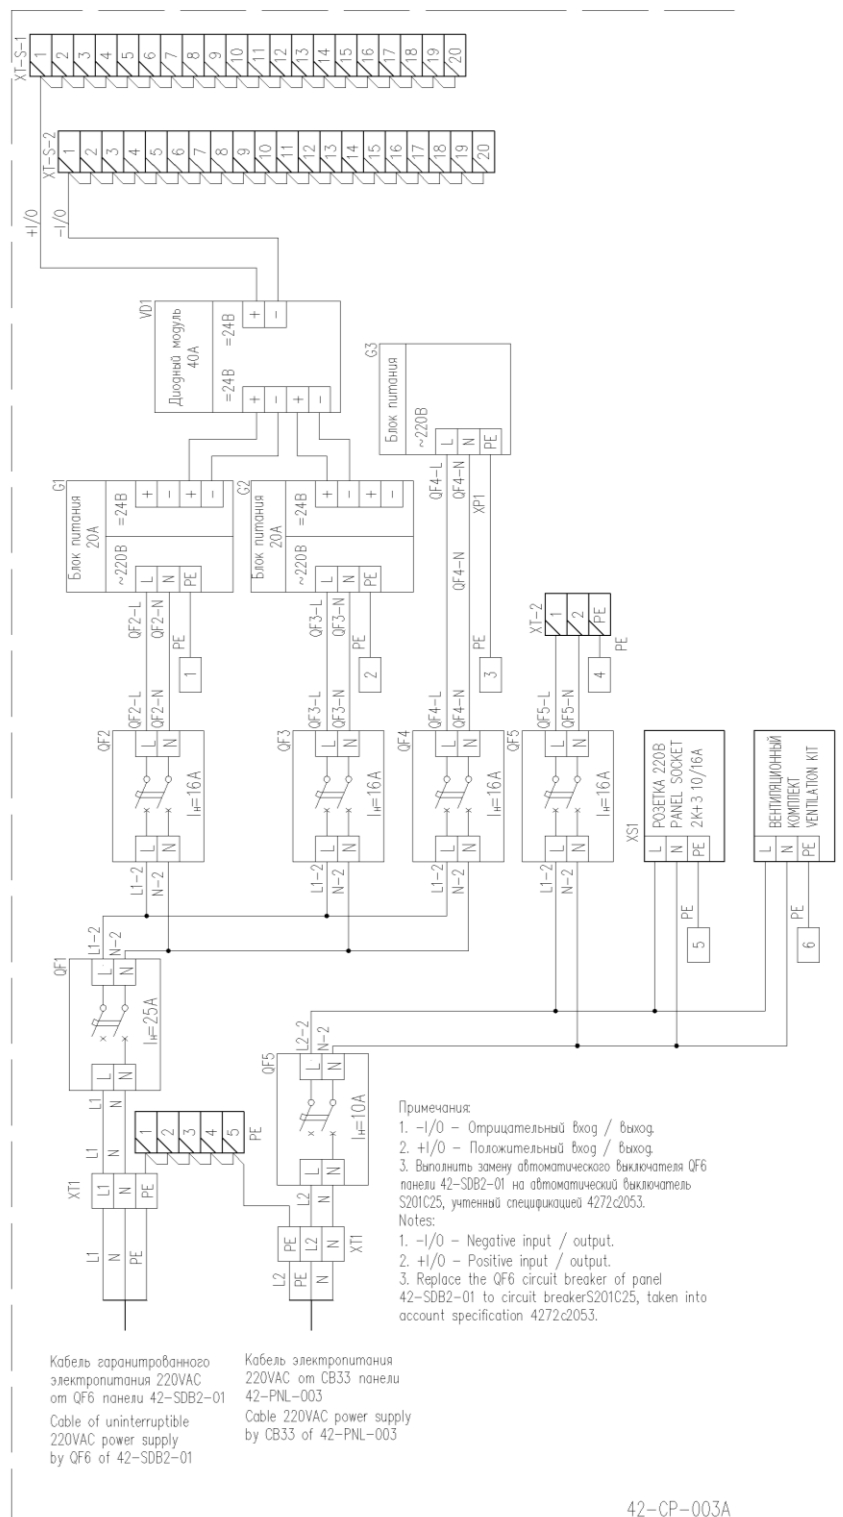 XT-S-1
1 2 3 4 5 6 7 8 9 10 11 12 13 14 15 16 17 18 19 20
XT-S-2
1 2 3 4 5 6 7 8 9 10 11 12 13 14 15 16 17 18 19 20
+I/O
-I/O
VD1
Диодный модуль
40А
=24В
=24В
+ -
+ - + -
G3
Блок питания
~220В
L N PE
QF4-L
QF4-N
XP1
QF4-N
PE
3
QF4-L
QF4-N
G1
Блок питания
20А
=24В
~220В
+ - + -
L N PE
QF2-L
QF2-N
PE
1
QF2-L
QF2-N
G2
Блок питания
20А
=24В
~220В
+ - + -
L N PE
QF3-L
QF3-N
PE
2
QF3-L
QF3-N
XT-2
1 2 PE
PE
4
QF5-L
QF5-N
QF2
L N
Iн=16А
L N
L1-2
N-2
QF3
L N
Iн=16А
L N
L1-2
N-2
QF4
L N
Iн=16А
L N
L1-2
N-2
QF5
L N
Iн=16А
L N
L1-2
N-2
XS1
РОЗЕТКА 220В
PANEL SOCKET
2К+3 10/16А
L N PE
PE
5
ВЕНТИЛЯЦИОННЫЙ
КОМПЛЕКТ
VENTILATION KIT
L N PE
PE
6
L1-2
N-2
QF1
L N
Iн=25А
L N
L1
N
L1
N
XT1
L1 N PE
L1
N
PE
1 2 3 4 5
PE
L2-2
N-2
QF5
L N
Iн=10А
L N
L2
N
PE L2 N
XT1
L2
PE
N
Примечания:
1. -I/O - Отрицательный вход / выход.
2. +I/O - Положительный вход / выход.
3. Выполнить замену автоматического выключателя QF6
панели 42-SDB2-01 на автоматический выключатель
S201C25, учтенный спецификацией 4272с2053.
Notes:
1. -I/O - Negative input / output.
2. +I/O - Positive input / output.
3. Replace the QF6 circuit breaker of panel
42-SDB2-01 to circuit breakerS201C25, taken into
account specification 4272c2053.
Кабель гаранитрованного
электропитания 220VAC
от QF6 панели 42-SDB2-01
Cable of uninterruptible
220VAC power supply
by QF6 of 42-SDB2-01
Кабель электропитания
220VAC от CB33 панели
42-PNL-003
Cable 220VAC power supply
by CB33 of 42-PNL-003
42-CP-003A